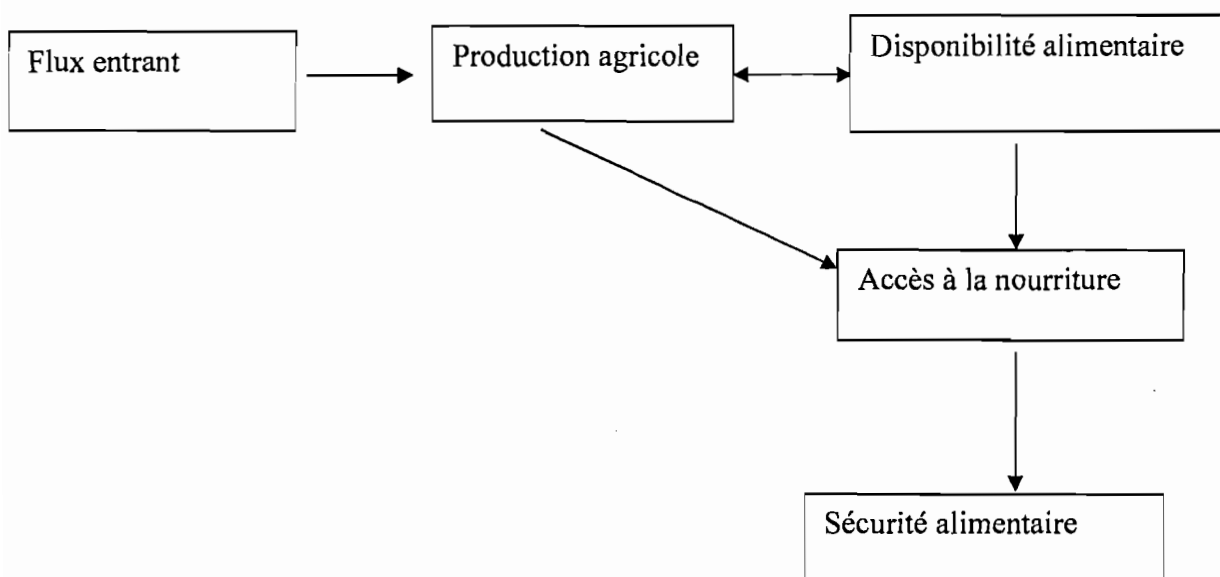 Flux entrant
Production agricole
Disponibilité alimentaire
Accès à la nourriture
Sécurité alimentaire